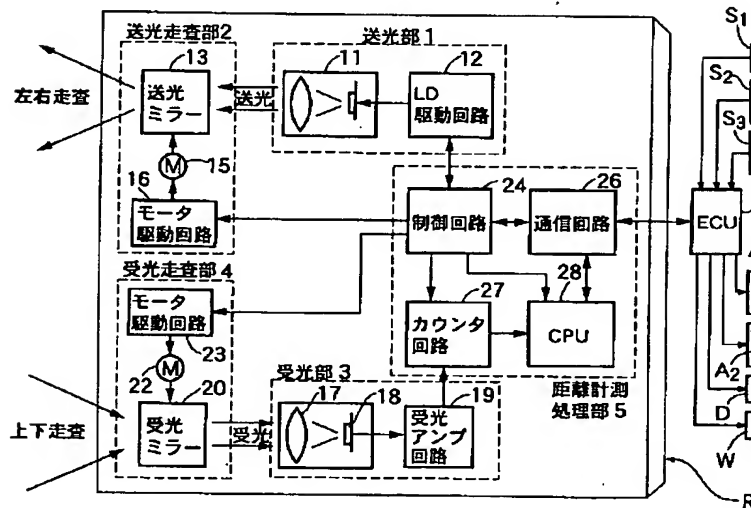 送光走査部2
送光部1
13
11
12
送光
ミラー
送光
LD
駆動回路
左右走査
M
15
16
モータ
駆動回路
24
26
制御回路
通信回路
ECU
S1
S2
S3
受光走査部4
モータ
駆動回路
23
22
M
20
27
28
カウンタ
回路
CPU
受光部3
17
18
19
受光
ミラー
受光
受光
アンプ
回路
上下走査
距離計測
処理部5
A2
D
W
R